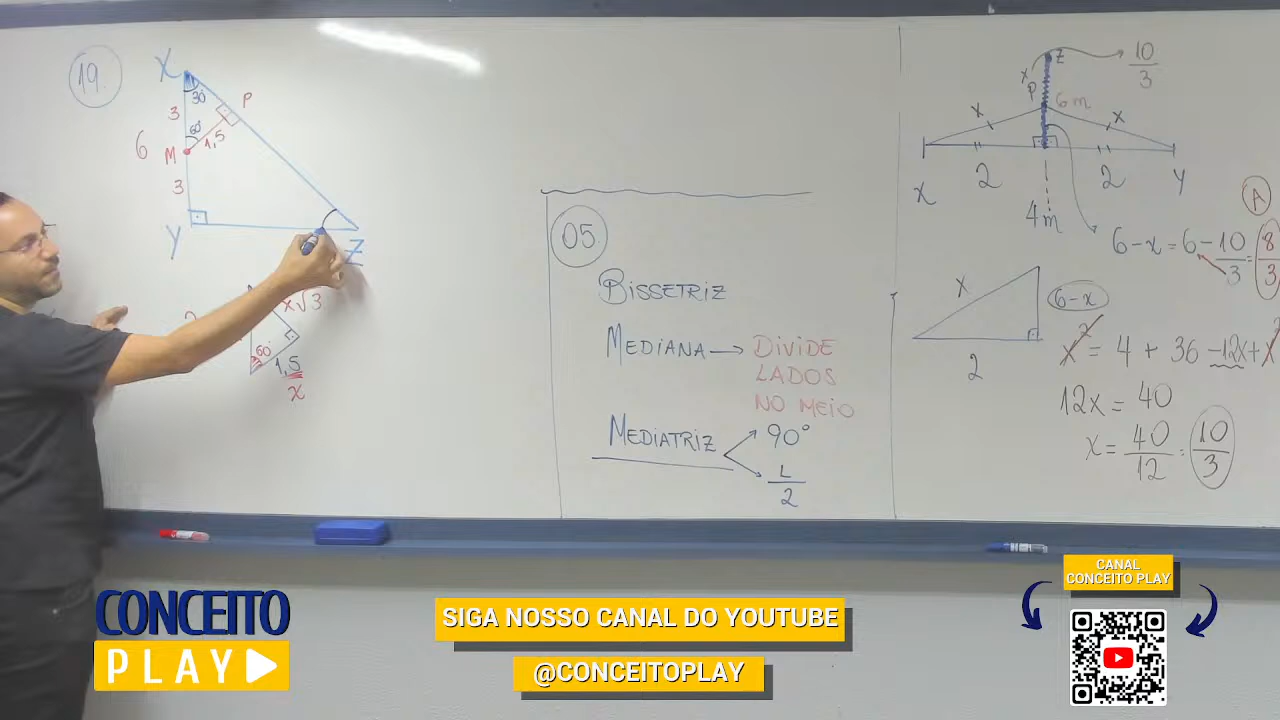 19.
X
30
3
P
60°
1,5
6
M
3
Y
Z
x√3
60°
1,5
x
05
BISSETRIZ
MEDIANA → DIVIDE
LADOS
NO MEIO
MEDIATRIZ
90°
L
2
Z
10
3
x
P
6m
x
x
2
2
X
Y
4m
A
6-x = 6 - 10/3 = 8/3
x
6-x
2
x² = 4 + 36 - 12x + x²
12x = 40
x = 40/12 = 10/3
CONCEITO
PLAY
SIGA NOSSO CANAL DO YOUTUBE
@CONCEITOPLAY
CANAL
CONCEITO PLAY